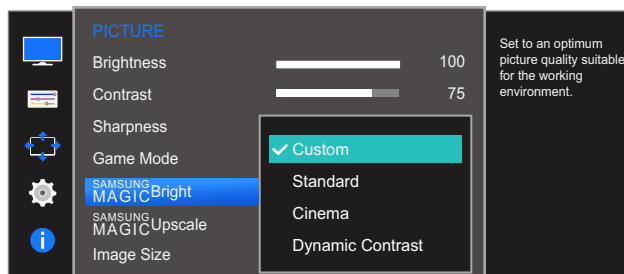 PICTURE
Brightness 100
Contrast 75
Sharpness
Game Mode
SAMSUNG
MAGIC Bright
SAMSUNG
MAGIC Upscale
Image Size
Custom
Standard
Cinema
Dynamic Contrast
Set to an optimum
picture quality suitable
for the working
environment.